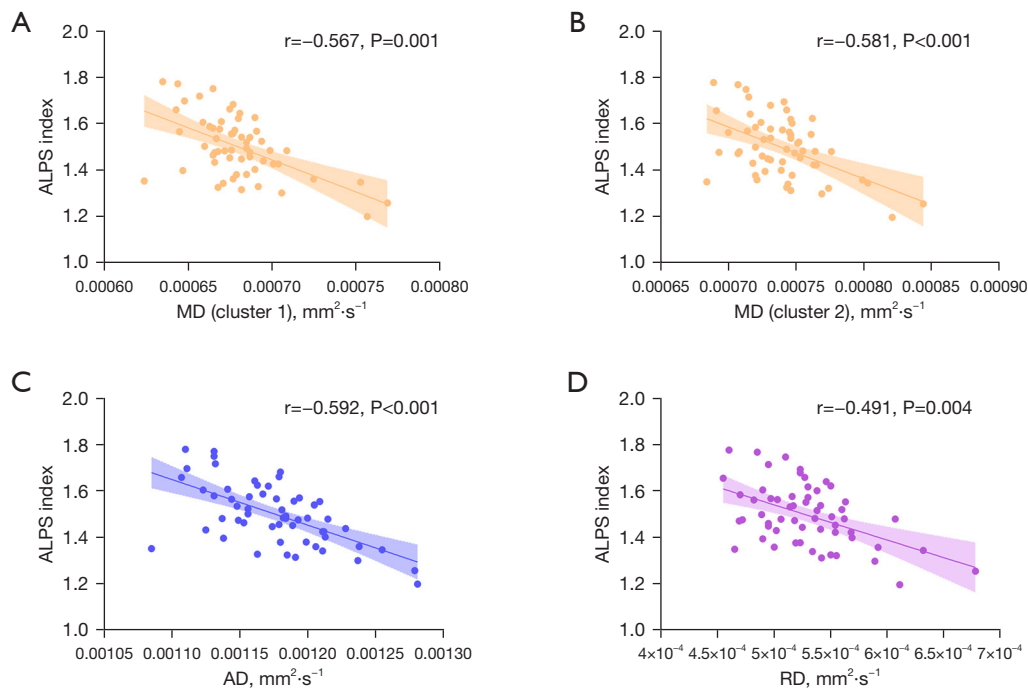 A
r=−0.567, P=0.001
2.0
1.8
1.6
1.4
1.2
1.0
ALPS index
0.00060 0.00065 0.00070 0.00075 0.00080
MD (cluster 1), mm²·s⁻¹
B
r=−0.581, P<0.001
2.0
1.8
1.6
1.4
1.2
1.0
ALPS index
0.00065 0.00070 0.00075 0.00080 0.00085 0.00090
MD (cluster 2), mm²·s⁻¹
C
r=−0.592, P<0.001
2.0
1.8
1.6
1.4
1.2
1.0
ALPS index
0.00105 0.00110 0.00115 0.00120 0.00125 0.00130
AD, mm²·s⁻¹
D
r=−0.491, P=0.004
2.0
1.8
1.6
1.4
1.2
1.0
ALPS index
4×10⁻⁴ 4.5×10⁻⁴ 5×10⁻⁴ 5.5×10⁻⁴ 6×10⁻⁴ 6.5×10⁻⁴ 7×10⁻⁴
RD, mm²·s⁻¹